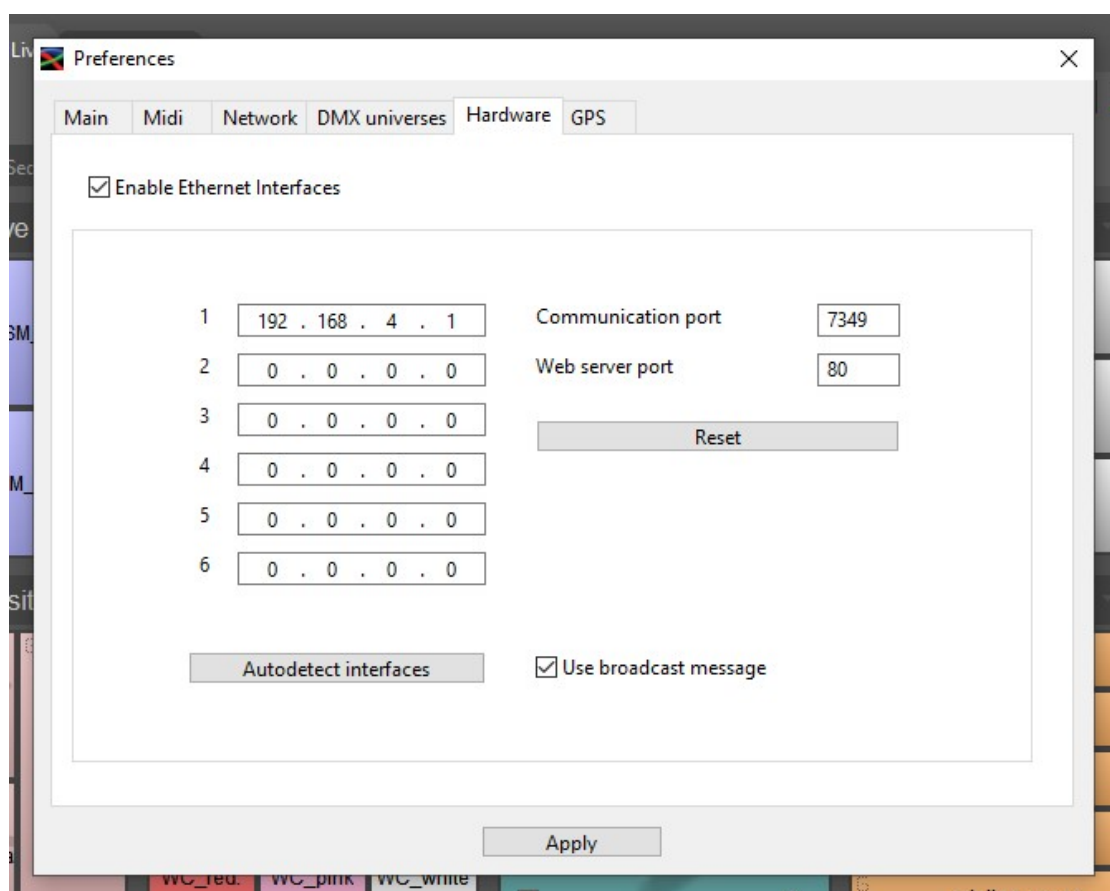 Preferences
Main Midi Network DMX universes Hardware GPS
Enable Ethernet Interfaces
1 192 . 168 . 4 . 1 Communication port 7349
2 0 . 0 . 0 . 0 Web server port 80
3 0 . 0 . 0 . 0
Reset
4 0 . 0 . 0 . 0
5 0 . 0 . 0 . 0
6 0 . 0 . 0 . 0
Autodetect interfaces Use broadcast message
Apply
WC_red. WC_pink WC_white